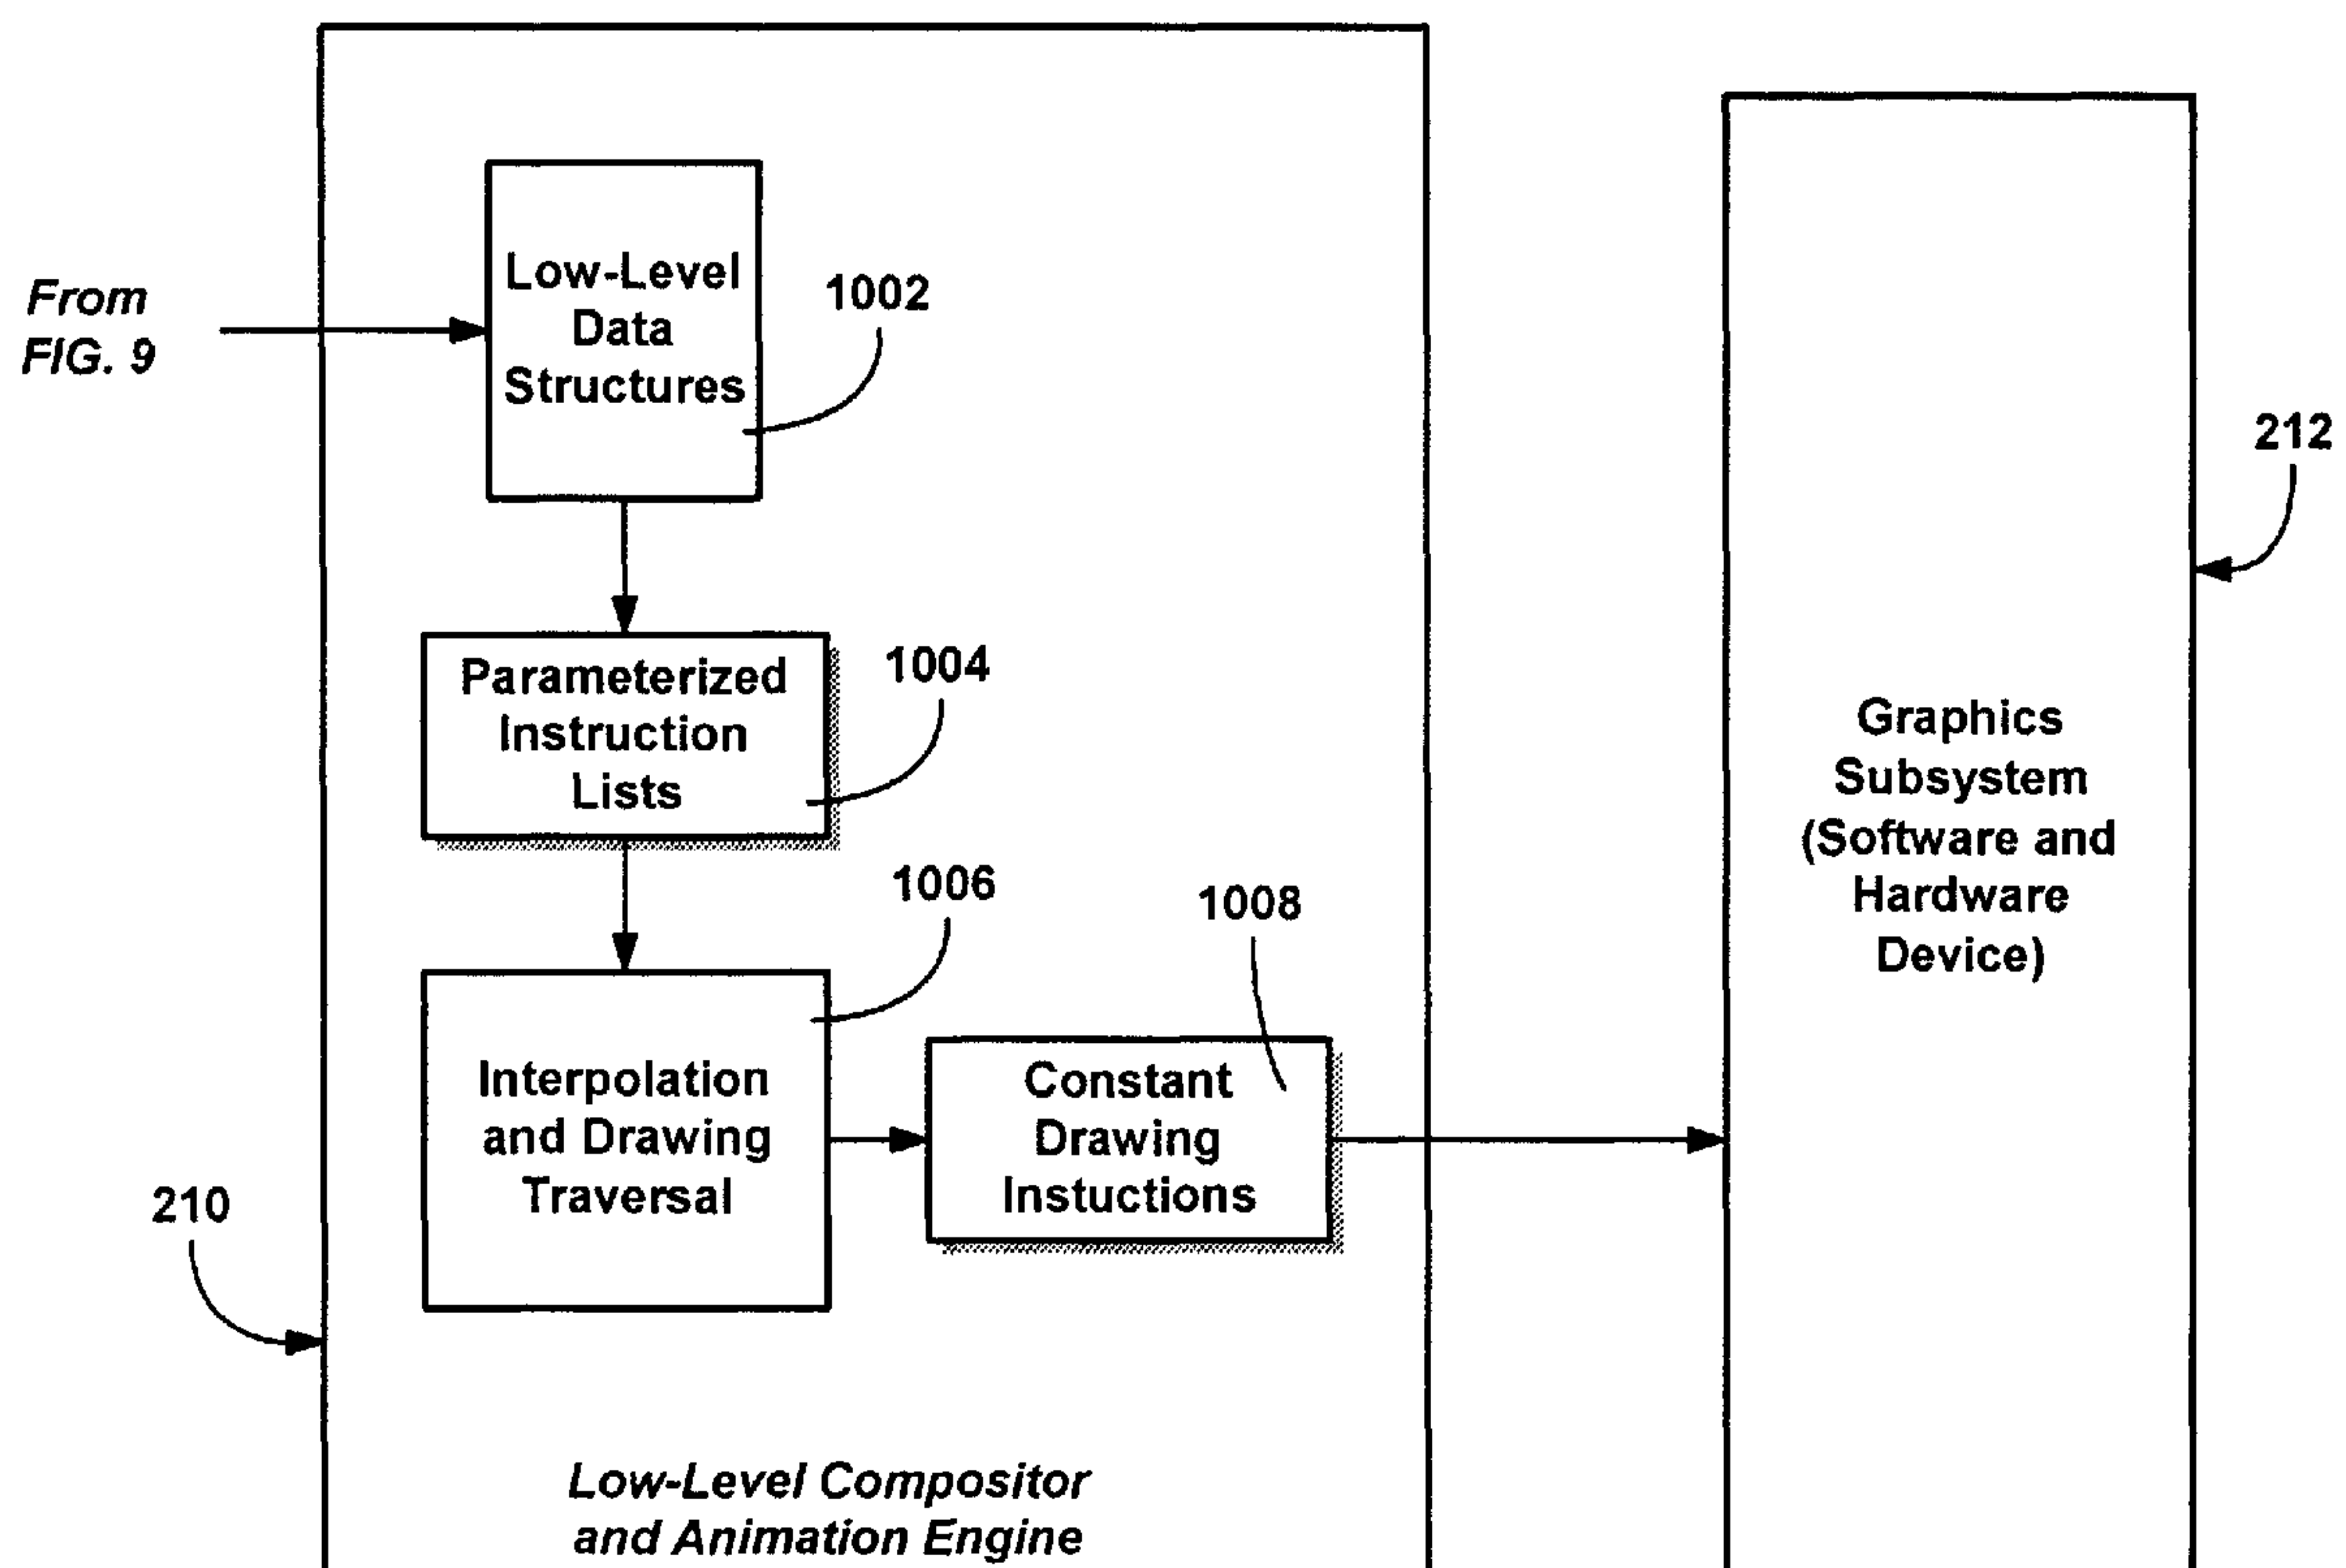 From
FIG. 9
Low-Level
Data
Structures
1002
212
Parameterized
Instruction
Lists
1004
Graphics
Subsystem
(Software and
Hardware
Device)
1006
1008
Interpolation
and Drawing
Traversal
Constant
Drawing
Instuctions
210
Low-Level Compositor
and Animation Engine